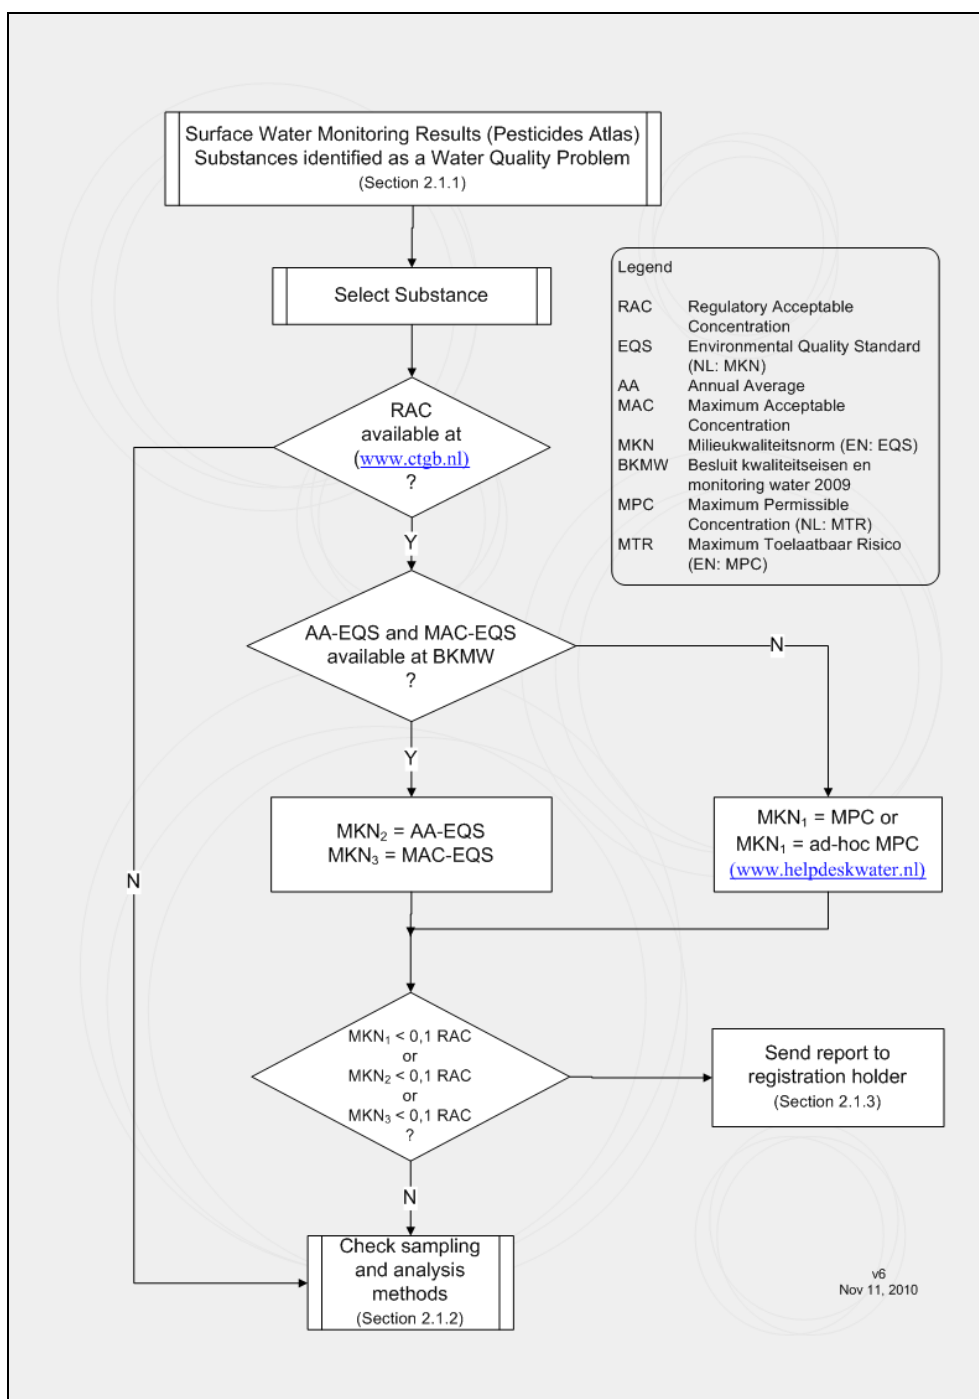 Surface Water Monitoring Results (Pesticides Atlas)
Substances identified as a Water Quality Problem
(Section 2.1.1)
Select Substance
Legend
RAC Regulatory Acceptable
Concentration
EQS Environmental Quality Standard
(NL: MKN)
AA Annual Average
MAC Maximum Acceptable
Concentration
MKN Milieukwaliteitsnorm (EN: EQS)
BKMW Besluit kwaliteitseisen en
monitoring water 2009
MPC Maximum Permissible
Concentration (NL: MTR)
MTR Maximum Toelaatbaar Risico
(EN: MPC)
RAC
available at
(www.ctgb.nl)
?
Y
AA-EQS and MAC-EQS
available at BKMW
?
N
Y
MKN₂ = AA-EQS
MKN₃ = MAC-EQS
MKN₁ = MPC or
MKN₁ = ad-hoc MPC
(www.helpdeskwater.nl)
N
MKN₁ < 0,1 RAC
or
MKN₂ < 0,1 RAC
or
MKN₃ < 0,1 RAC
?
Send report to
registration holder
(Section 2.1.3)
N
Check sampling
and analysis
methods
(Section 2.1.2)
v6
Nov 11, 2010